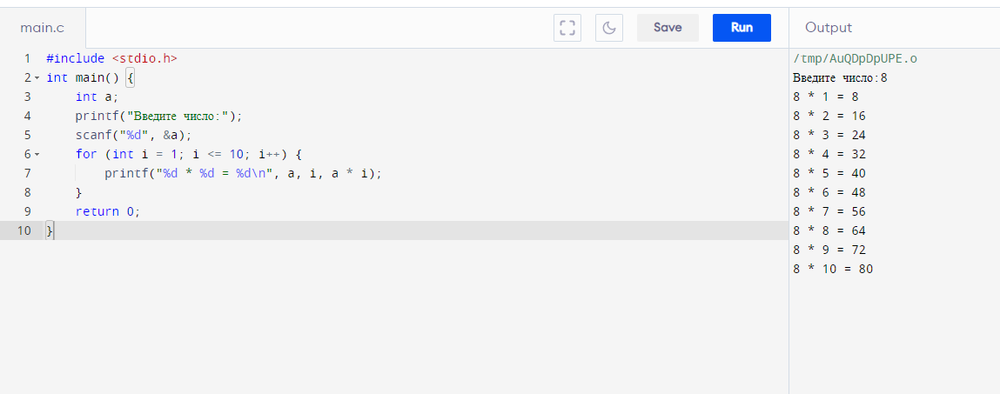 main.c
Save
Run
Output
1 #include <stdio.h>
2 int main() {
3 int a;
4 printf("Введите число:");
5 scanf("%d", &a);
6 for (int i = 1; i <= 10; i++) {
7 printf("%d * %d = %d\n", a, i, a * i);
8 }
9 return 0;
10 }
/tmp/AuQDpDpUPE.o
Введите число:8
8 * 1 = 8
8 * 2 = 16
8 * 3 = 24
8 * 4 = 32
8 * 5 = 40
8 * 6 = 48
8 * 7 = 56
8 * 8 = 64
8 * 9 = 72
8 * 10 = 80